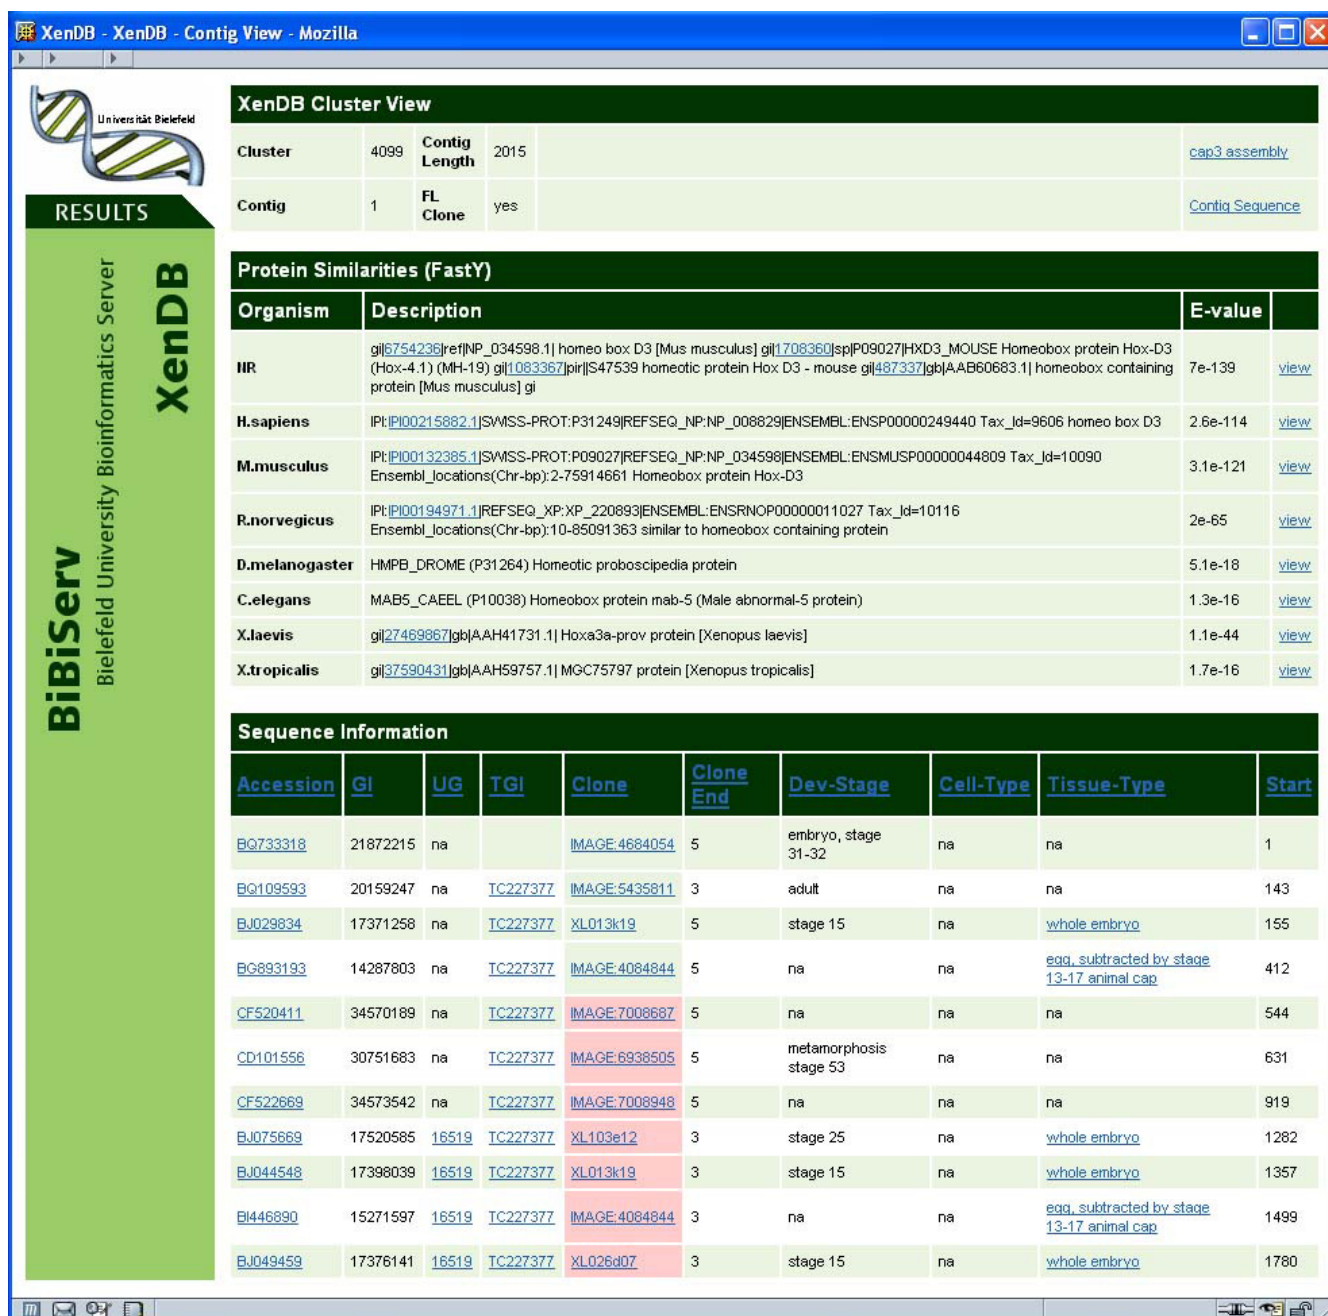 XenDB - XenDB - Contig View - Mozilla
Universität Bielefeld
RESULTS
XenDB
Bielefeld University Bioinformatics Server
BiBiServ
XenDB Cluster View
Cluster 4099 Contig Length 2015 cap3 assembly
Contig 1 FL Clone yes Contig Sequence
Protein Similarities (FastY)
Organism Description E-value
NR gi|6754236|ref|NP_034598.1| homeo box D3 [Mus musculus] gi|1708360|sp|P09027|HXD3_MOUSE Homeobox protein Hox-D3
(Hox-4.1) (MH-19) gi|1083367|pir||S47539 homeotic protein Hox D3 - mouse gi|487337|gb|AAB60683.1| homeobox containing
protein [Mus musculus] gi 7e-139 view
H.sapiens IPI:IPI00215882.1|SWISS-PROT:P31249|REFSEQ_NP:NP_008829|ENSEMBL:ENSP00000249440 Tax_Id=9606 homeo box D3 2.6e-114 view
M.musculus IPI:IPI00132385.1|SWISS-PROT:P09027|REFSEQ_NP:NP_034598|ENSEMBL:ENSMUSP00000044809 Tax_Id=10090
Ensembl_locations(Chr-bp):2-75914661 Homeobox protein Hox-D3 3.1e-121 view
R.norvegicus IPI:IPI00194971.1|REFSEQ_XP:XP_220893|ENSEMBL:ENSRNOP00000011027 Tax_Id=10116
Ensembl_locations(Chr-bp):10-85091363 similar to homeobox containing protein 2e-65 view
D.melanogaster HMPB_DROME (P31264) Homeotic proboscipedia protein 5.1e-18 view
C.elegans MAB5_CAEEL (P10038) Homeobox protein mab-5 (Male abnormal-5 protein) 1.3e-16 view
X.laevis gi|27469867|gb|AAH41731.1| Hoxa3a-prov protein [Xenopus laevis] 1.1e-44 view
X.tropicalis gi|37590431|gb|AAH59757.1| MGC75797 protein [Xenopus tropicalis] 1.7e-16 view
Sequence Information
Accession GI UG TGI Clone Clone End Dev-Stage Cell-Type Tissue-Type Start
BQ733318 21872215 na IMAGE:4684054 5 embryo, stage 31-32 na na 1
BQ109593 20159247 na TC227377 IMAGE:5435811 3 adult na na 143
BJ029834 17371258 na TC227377 XL013k19 5 stage 15 na whole embryo 155
BG893193 14287803 na TC227377 IMAGE:4084844 5 na na egg, subtracted by stage 13-17 animal cap 412
CF520411 34570189 na TC227377 IMAGE:7008687 5 na na na 544
CD101556 30751683 na TC227377 IMAGE:6938505 5 metamorphosis stage 53 na na 631
CF522669 34573542 na TC227377 IMAGE:7008948 5 na na na 919
BJ075669 17520585 16519 TC227377 XL103e12 3 stage 25 na whole embryo 1282
BJ044548 17398039 16519 TC227377 XL013k19 3 stage 15 na whole embryo 1357
BI446890 15271597 16519 TC227377 IMAGE:4084844 3 na na egg, subtracted by stage 13-17 animal cap 1499
BJ049459 17376141 16519 TC227377 XL026d07 3 stage 15 na whole embryo 1780